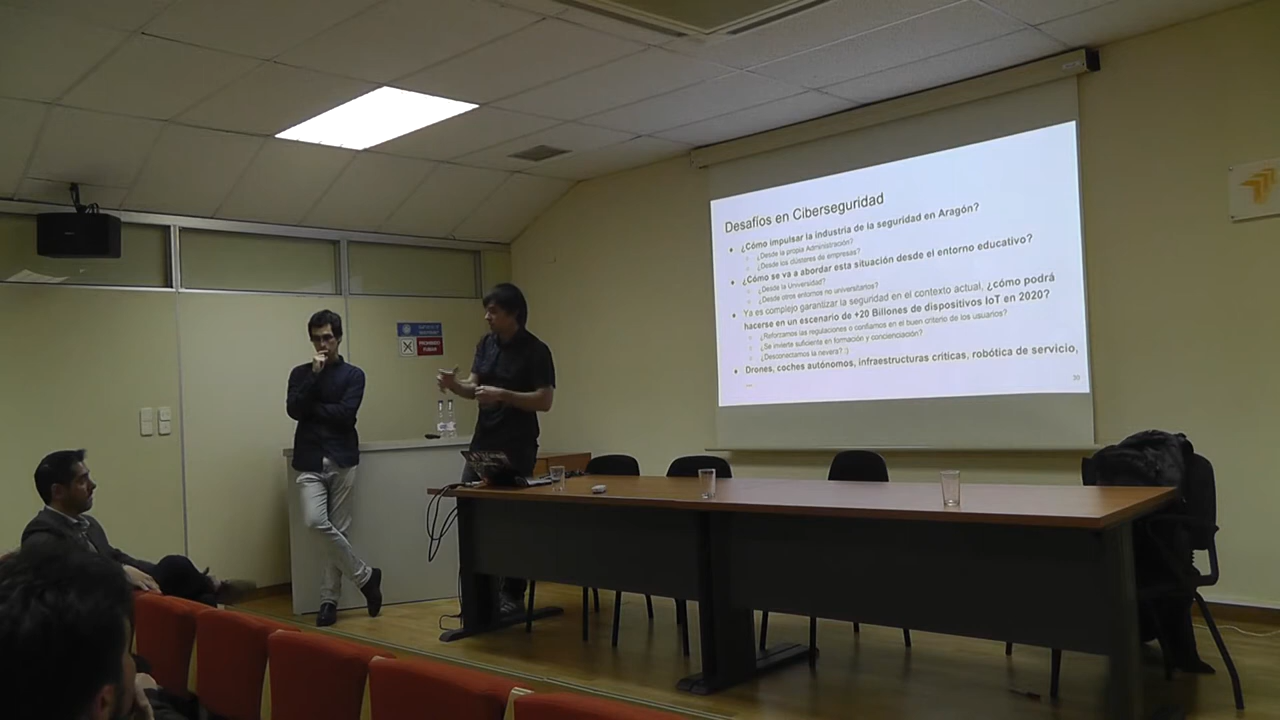 Desafíos en Ciberseguridad
¿Cómo impulsar la industria de la seguridad en Aragón?
¿Desde la propia Administración?
¿Desde los clústeres de empresas?
¿Cómo se va a abordar esta situación desde el entorno educativo?
¿Desde la Universidad?
¿Desde otros entornos no universitarios?
Ya es complejo garantizar la seguridad en el contexto actual, ¿cómo podrá
hacerse en un escenario de +20 Billones de dispositivos IoT en 2020?
¿Reforzamos las regulaciones o confiamos en el buen criterio de los usuarios?
¿Se invierte suficiente en formación y concienciación?
¿Desconectamos la nevera? :)
Drones, coches autónomos, infraestructuras críticas, robótica de servicio,
...
30
PROHIBIDO
FUMAR